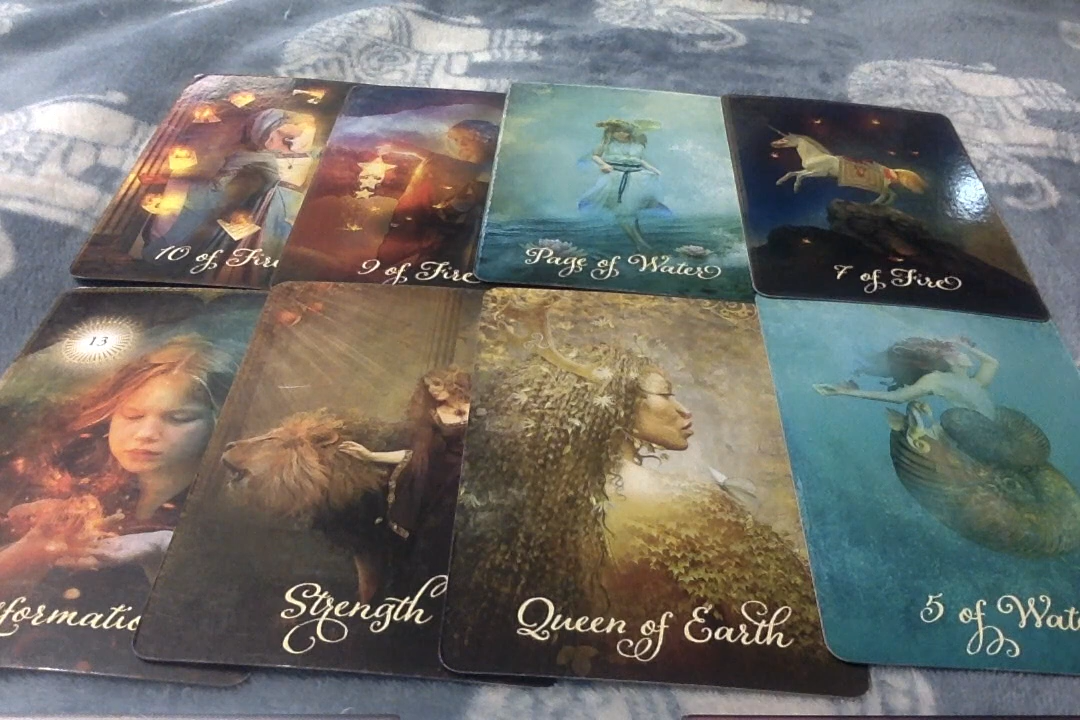 10 of Fire
9 of Fire
Page of Water
7 of Fire
13
Strength
Queen of Earth
5 of